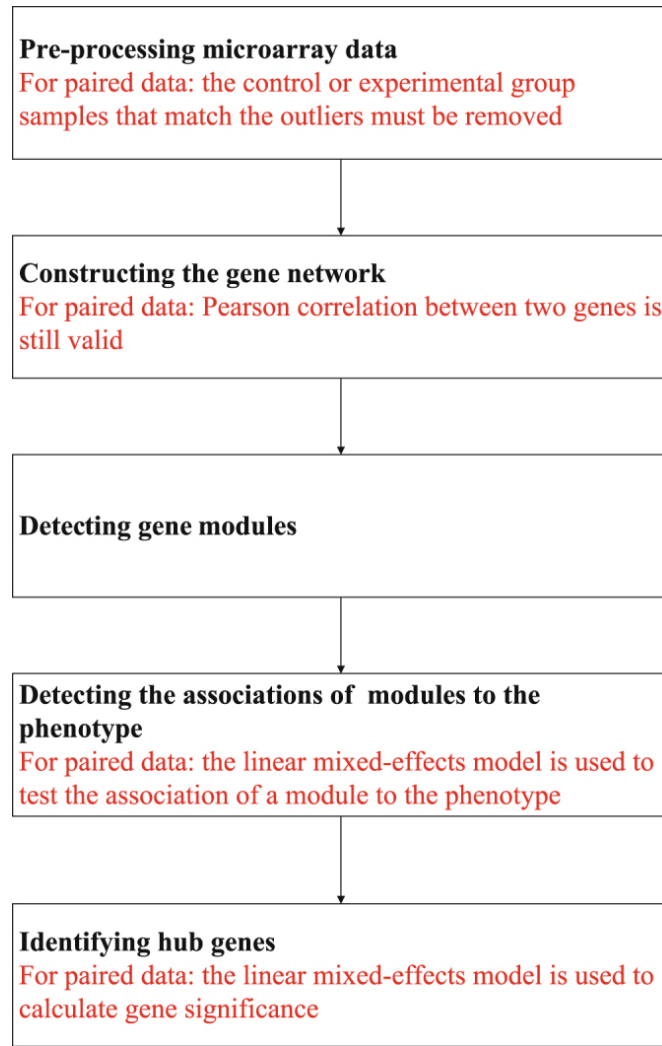 Pre-processing microarray data
For paired data: the control or experimental group
samples that match the outliers must be removed
Constructing the gene network
For paired data: Pearson correlation between two genes is
still valid
Detecting gene modules
Detecting the associations of modules to the
phenotype
For paired data: the linear mixed-effects model is used to
test the association of a module to the phenotype
Identifying hub genes
For paired data: the linear mixed-effects model is used to
calculate gene significance